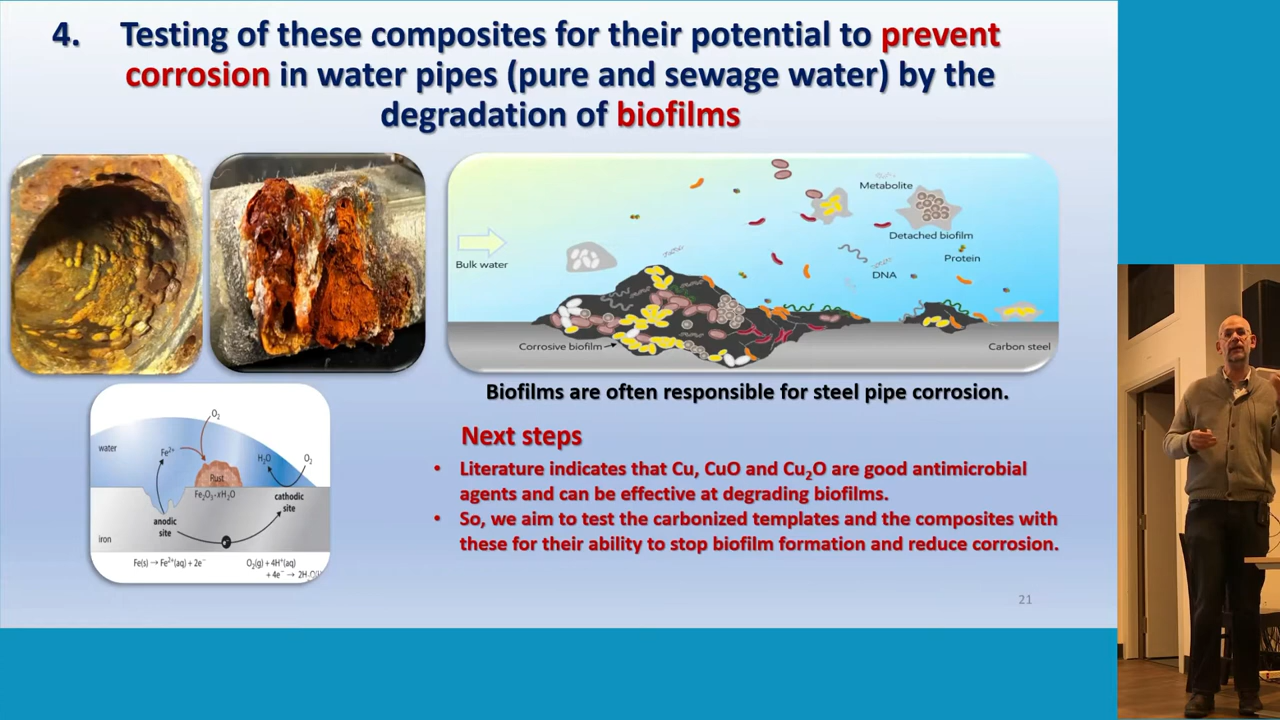 4. Testing of these composites for their potential to prevent
corrosion in water pipes (pure and sewage water) by the
degradation of biofilms
Metabolite
Detached biofilm
Bulk water
Protein
DNA
Corrosive biofilm
Carbon steel
Biofilms are often responsible for steel pipe corrosion.
O₂
water
Fe²⁺
H₂O
O₂
Rust
Fe₂O₃·xH₂O
cathodic
site
anodic
site
iron
e⁻
Fe(s) → Fe²⁺(aq) + 2e⁻
O₂(g) + 4H⁺(aq)
+ 4e⁻ → 2H₂O(l)
Next steps
• Literature indicates that Cu, CuO and Cu₂O are good antimicrobial
agents and can be effective at degrading biofilms.
• So, we aim to test the carbonized templates and the composites with
these for their ability to stop biofilm formation and reduce corrosion.
21